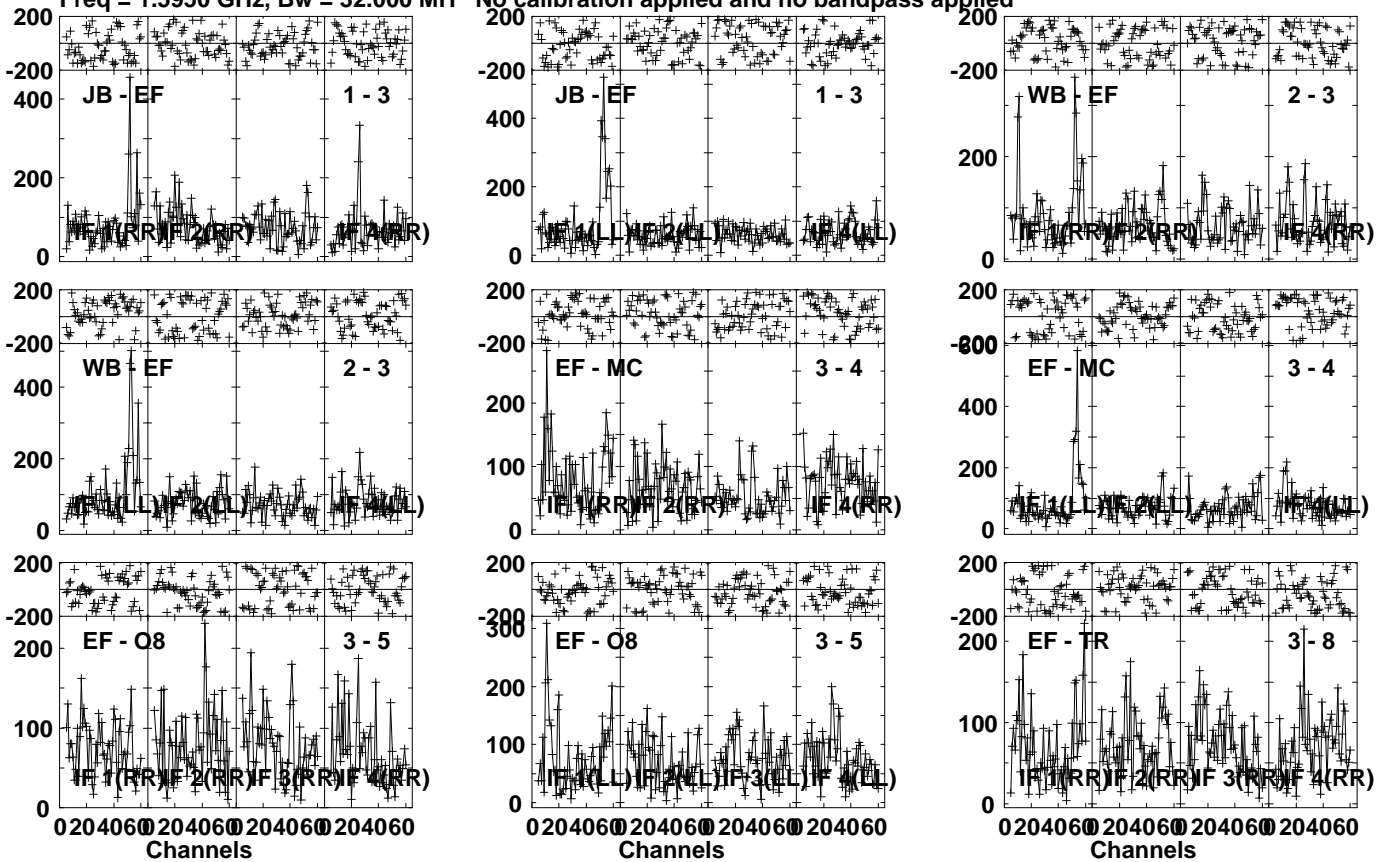 Freq = 1.5950 GHz, Bw = 32.000 MH No calibration applied and no bandpass applied
200
-200
JB - EF 1 - 3
400
200
0
IF 1(RR) IF 2(RR) IF 4(RR)
200
-200
JB - EF 1 - 3
400
200
0
IF 1(LL) IF 2(LL) IF 4(LL)
200
-200
WB - EF 2 - 3
200
0
IF 1(RR) IF 2(RR) IF 4(RR)
200
-200
WB - EF 2 - 3
400
200
0
IF 1(LL) IF 2(LL) IF 4(LL)
200
-200
EF - MC 3 - 4
200
100
0
IF 1(RR) IF 2(RR) IF 4(RR)
200
-200
600
EF - MC 3 - 4
400
200
0
IF 1(LL) IF 2(LL) IF 4(LL)
200
-200
EF - O8 3 - 5
200
100
0
IF 1(RR) IF 2(RR) IF 3(RR) IF 4(RR)
0 20 40 60 0 20 40 60 0 20 40 60 0 20 40 60
Channels
200
-200
300
EF - O8 3 - 5
200
100
0
IF 1(LL) IF 2(LL) IF 3(LL) IF 4(LL)
0 20 40 60 0 20 40 60 0 20 40 60 0 20 40 60
Channels
200
-200
EF - TR 3 - 8
200
100
0
IF 1(RR) IF 2(RR) IF 3(RR) IF 4(RR)
0 20 40 60 0 20 40 60 0 20 40 60 0 20 40 60
Channels